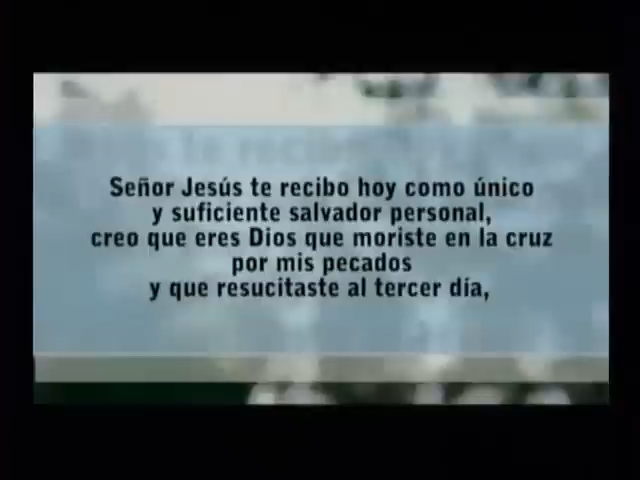 Señor Jesús te recibo hoy como único
y suficiente salvador personal,
creo que eres Dios que moriste en la cruz
por mis pecados
y que resucitaste al tercer día,